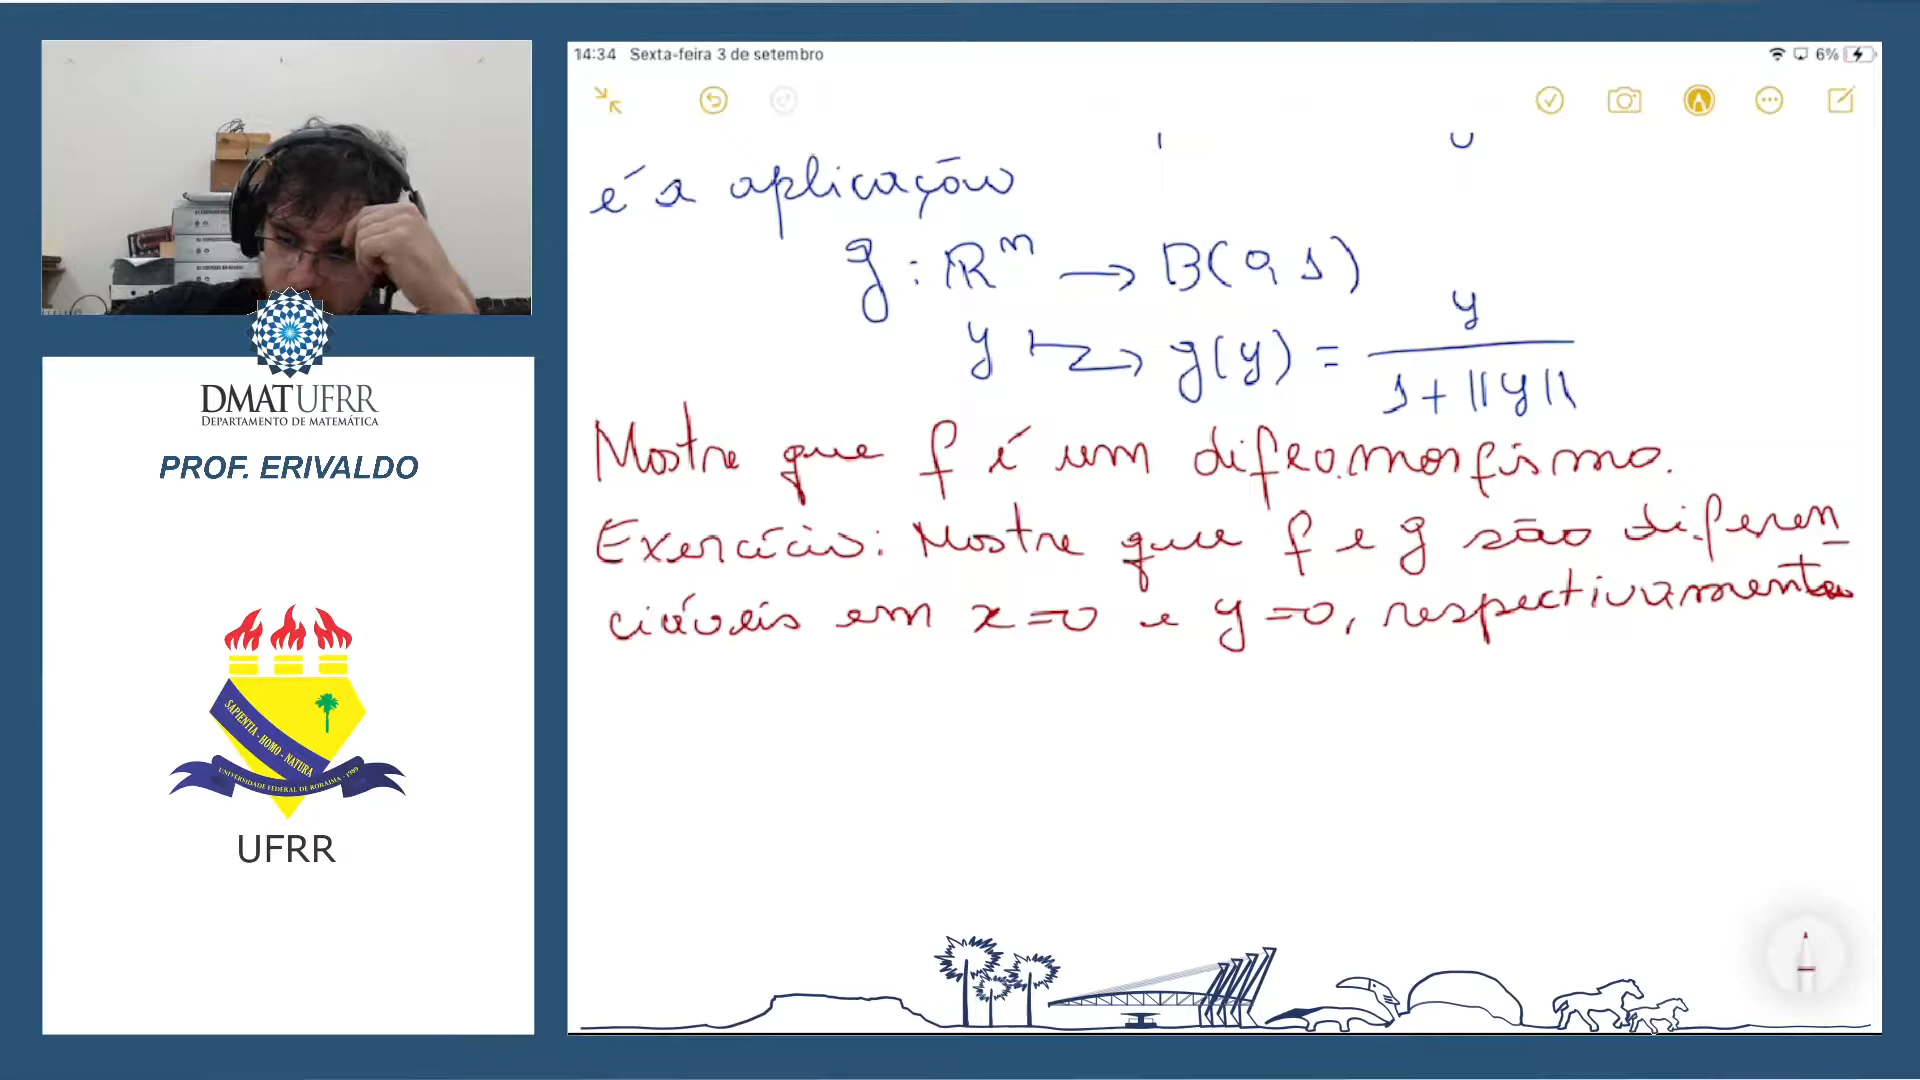 14:34 Sexta-feira 3 de setembro
6%
é a aplicação
g : ℝⁿ → B(0,1)
y ↦ g(y) = y / (1 + ||y||)
Mostre que f é um difeomorfismo.
Exercício: Mostre que f e g são diferen
ciáveis em x=0 e y=0, respectivamente
DMATUFRR
DEPARTAMENTO DE MATEMÁTICA
PROF. ERIVALDO
SAPIENTIA - HOMO - NATURA
UNIVERSIDADE FEDERAL DE RORAIMA - 1989
UFRR